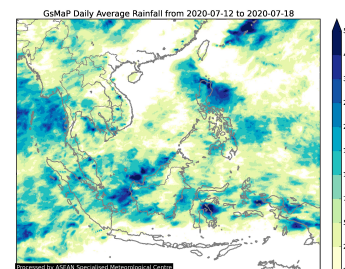 GsMaP Daily Average Rainfall from 2020-07-12 to 2020-07-18
Processed by ASEAN Specialised Meteorological Centre